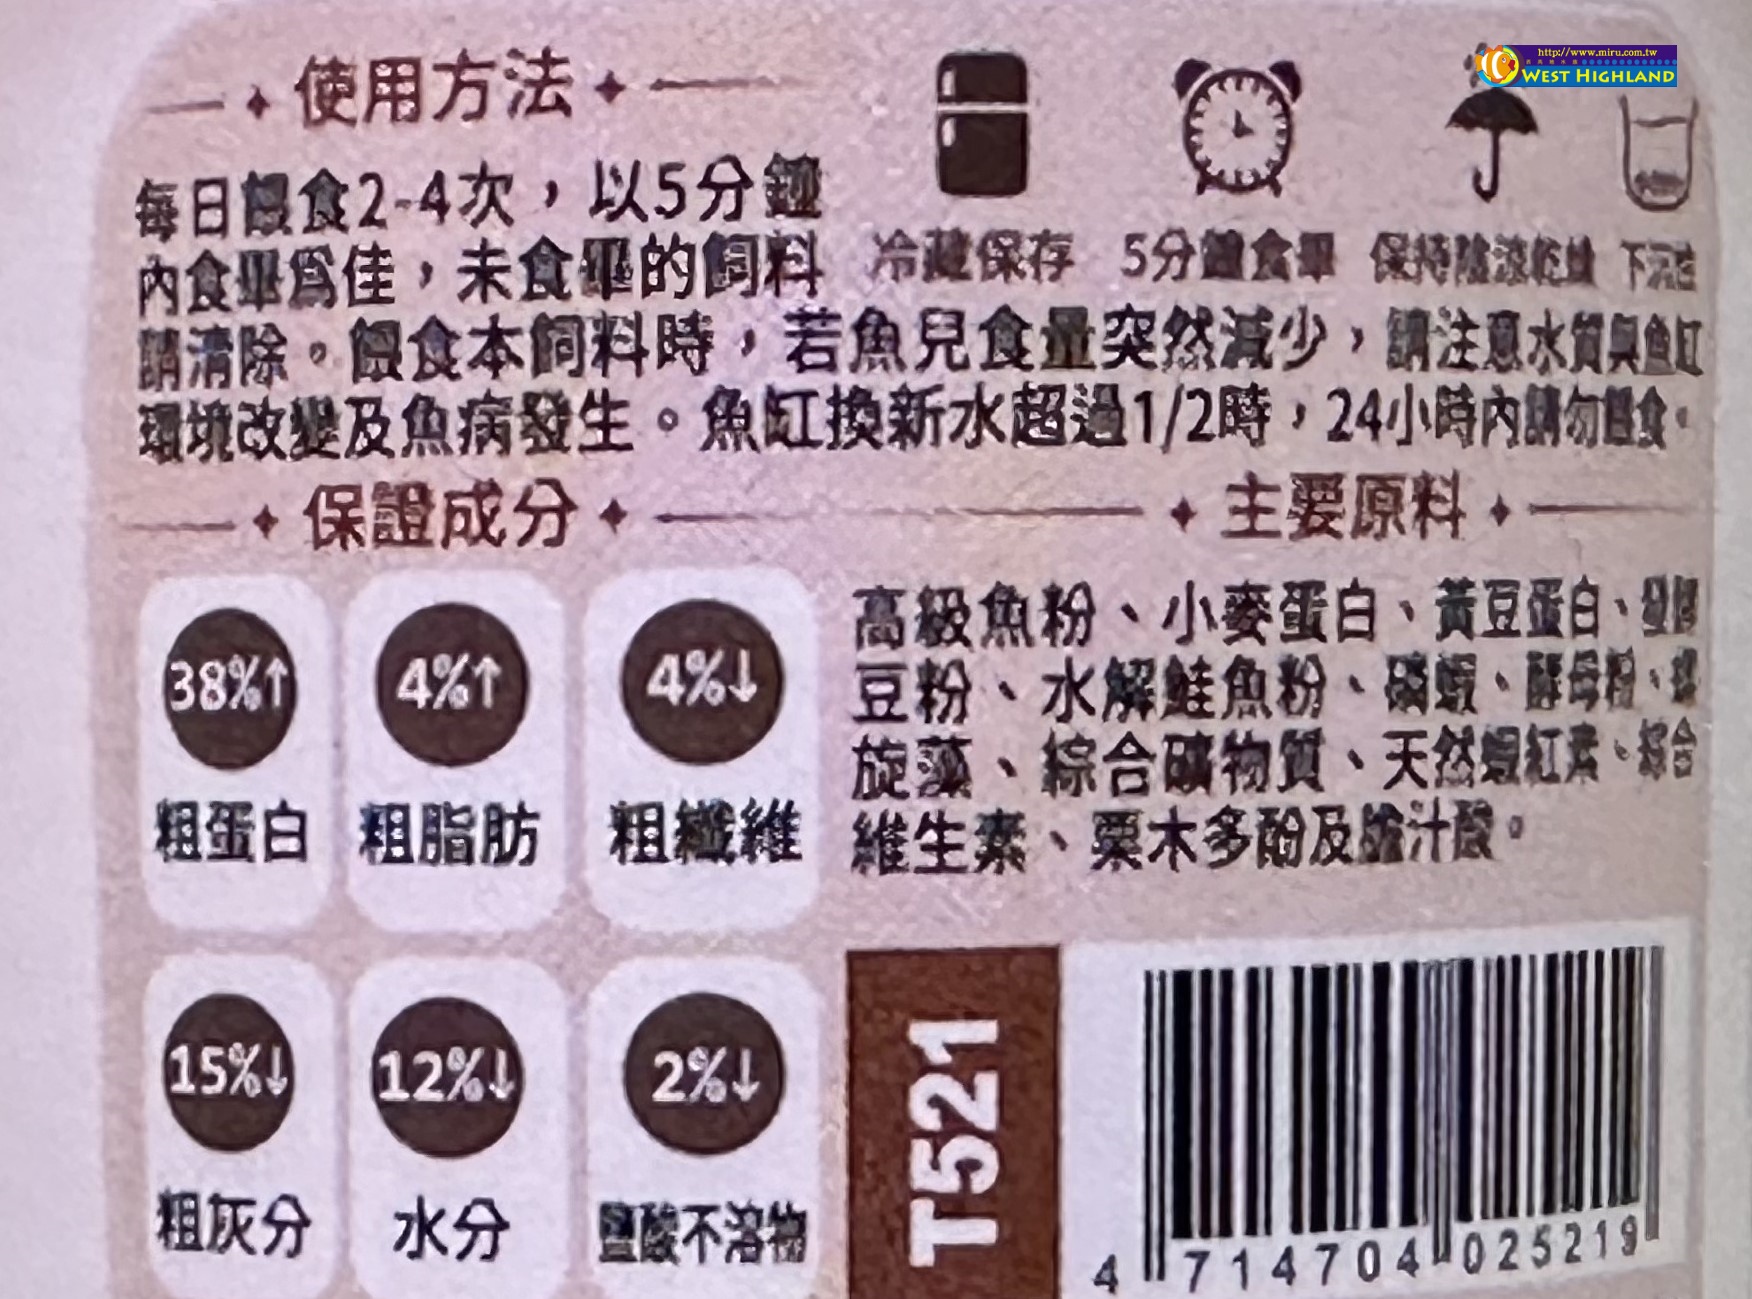 http://www.miru.com.tw
WEST HIGHLAND
使用方法
每日餵食2-4次，以5分鐘
內食畢為佳，未食畢的飼料
請清除。餵食本飼料時，若魚兒食量突然減少，請注意水質與魚缸
環境改變及魚病發生。魚缸換新水超過1/2時，24小時內請勿餵食。
冷藏保存
5分鐘食畢
保持陰涼乾燥
下沉性
保證成分
38%↑
粗蛋白
4%↑
粗脂肪
4%↓
粗纖維
15%↓
粗灰分
12%↓
水分
2%↓
鹽酸不溶物
主要原料
高級魚粉、小麥蛋白、黃豆蛋白、
豆粉、水解鮭魚粉、磷蝦、酵母粉、螺
旋藻、綜合礦物質、天然蝦紅素、綜合
維生素、栗木多酚及膽汁酸。
T521
4 714704 025219